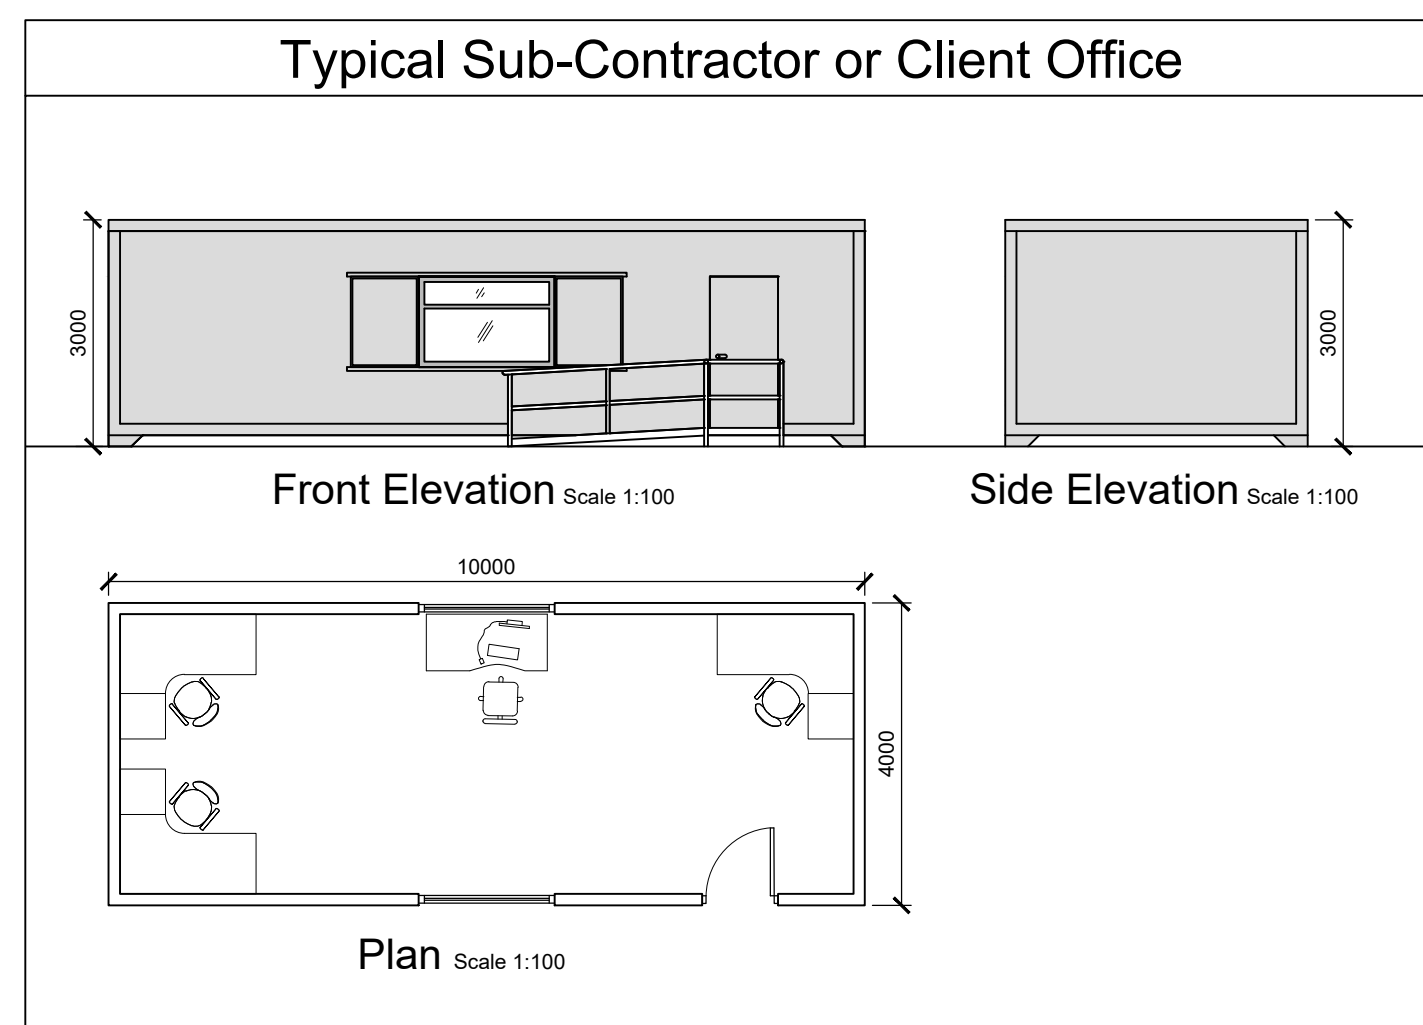 Typical Sub-Contractor or Client Office
3000
3000
Front Elevation Scale 1:100
Side Elevation Scale 1:100
10000
4000
Plan Scale 1:100